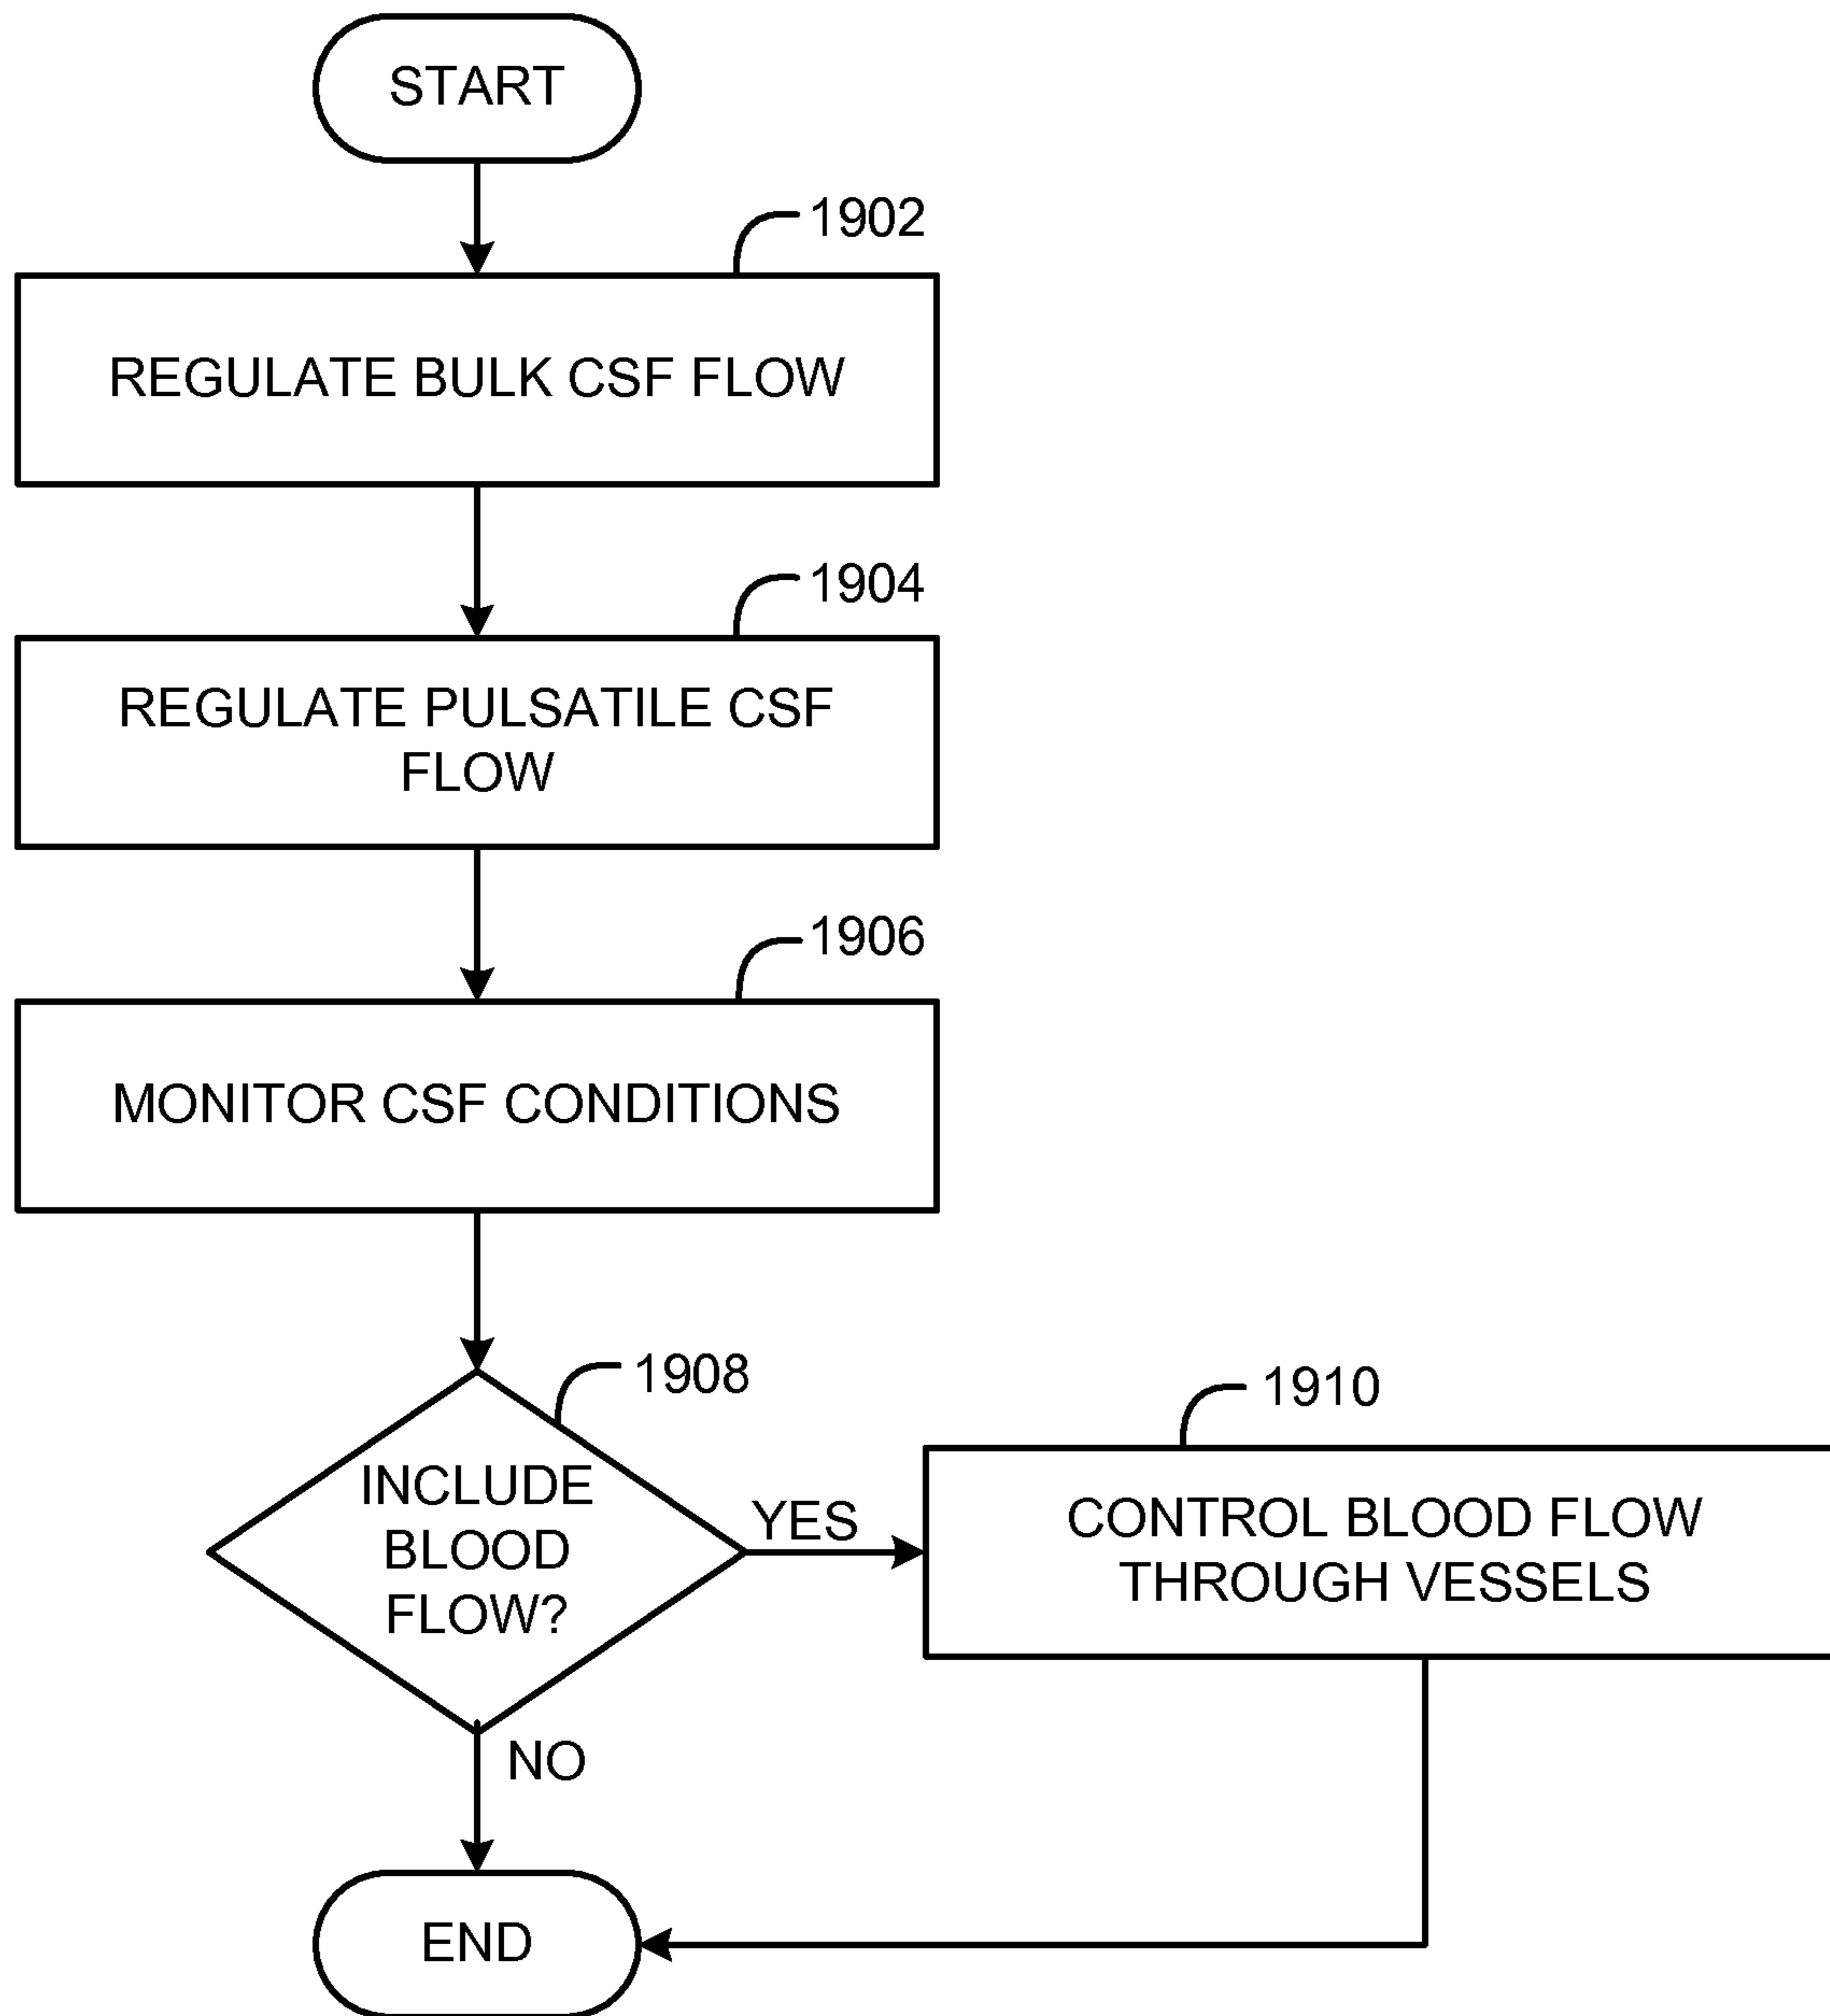 START
1902
REGULATE BULK CSF FLOW
1904
REGULATE PULSATILE CSF
FLOW
1906
MONITOR CSF CONDITIONS
1908
INCLUDE
BLOOD
FLOW?
YES
1910
CONTROL BLOOD FLOW
THROUGH VESSELS
NO
END